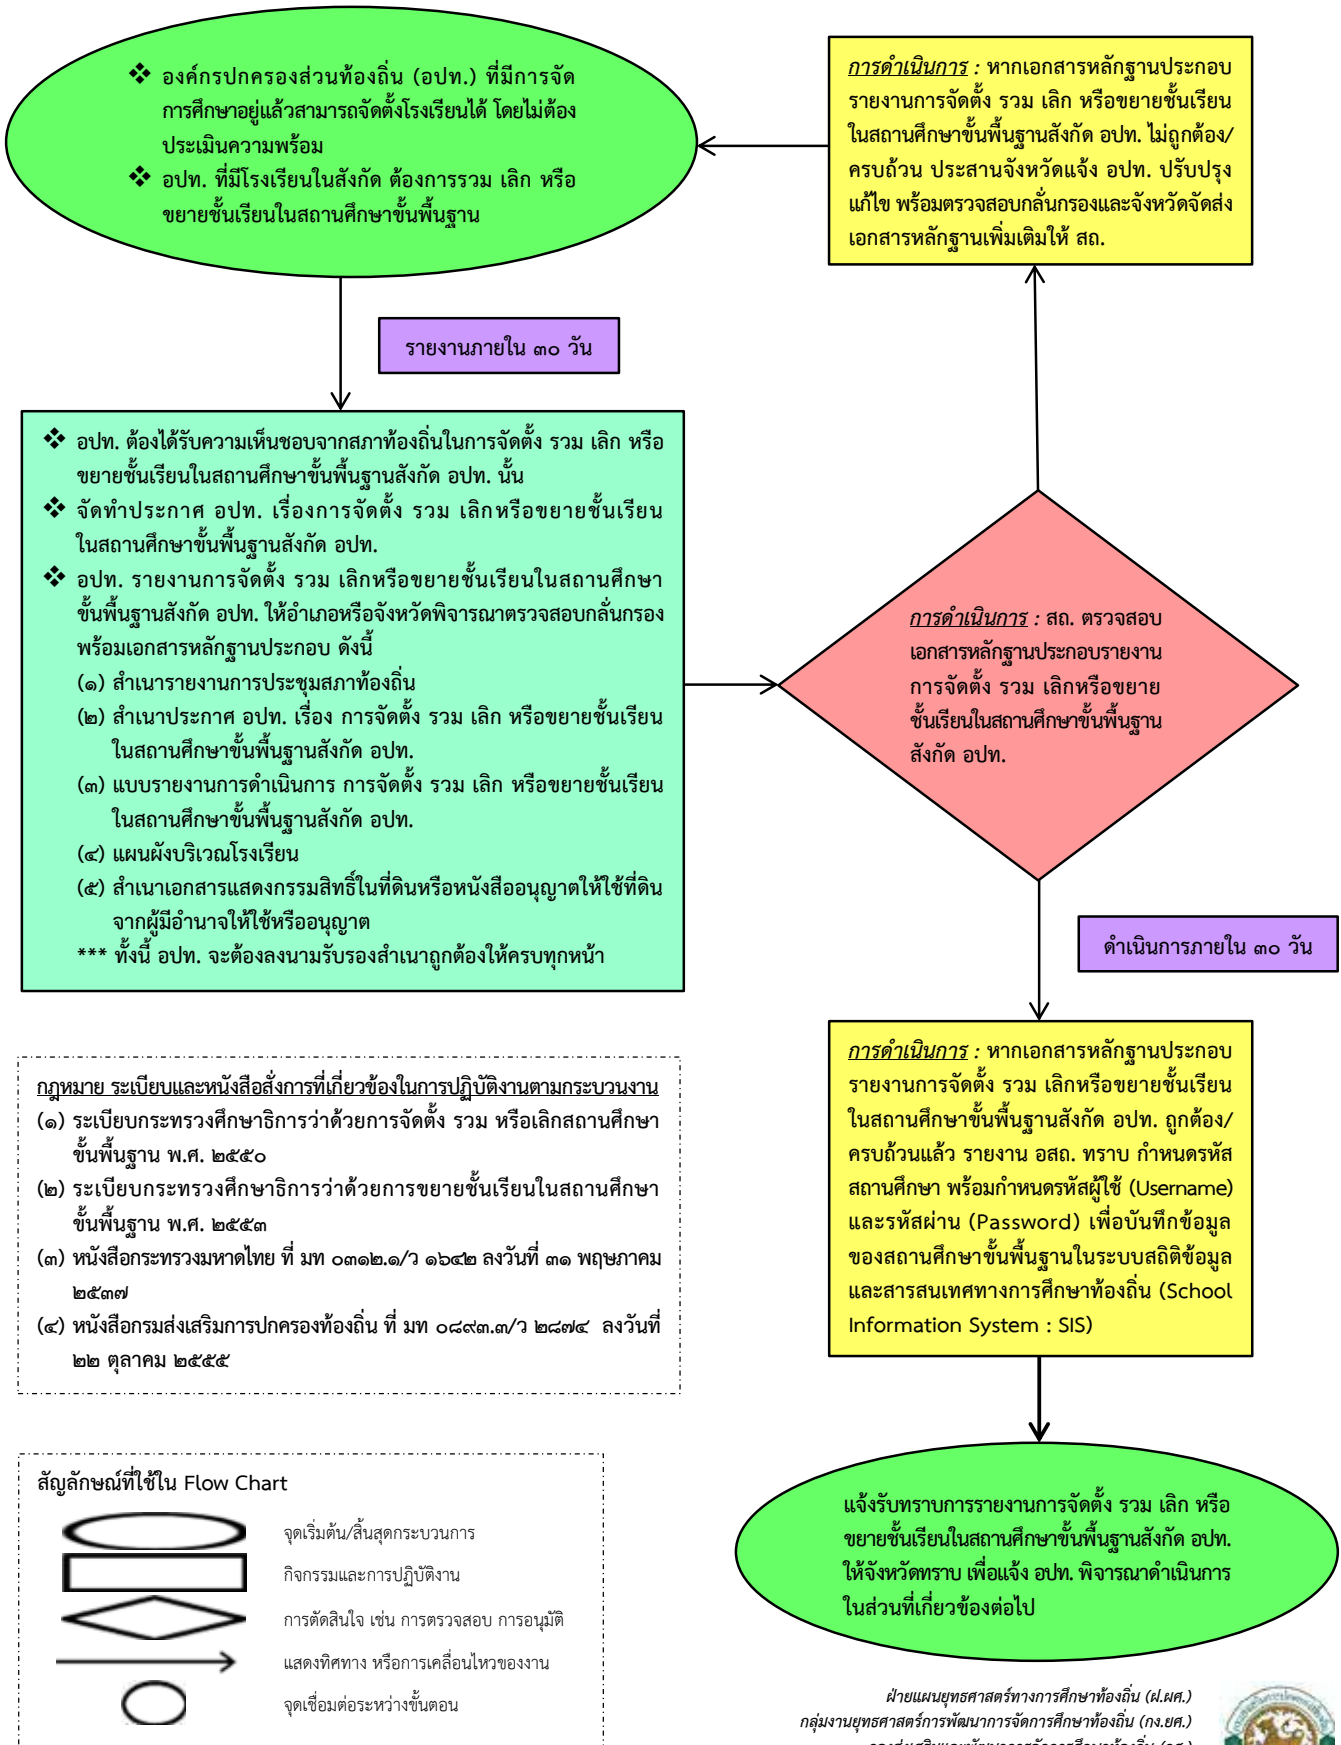 ❖ องค์กรปกครองส่วนท้องถิ่น (อปท.) ที่มีการจัด
การศึกษาอยู่แล้วสามารถจัดตั้งโรงเรียนได้ โดยไม่ต้อง
ประเมินความพร้อม
❖ อปท. ที่มีโรงเรียนในสังกัด ต้องการรวม เลิก หรือ
ขยายชั้นเรียนในสถานศึกษาขั้นพื้นฐาน
การดำเนินการ : หากเอกสารหลักฐานประกอบ
รายงานการจัดตั้ง รวม เลิก หรือขยายชั้นเรียน
ในสถานศึกษาขั้นพื้นฐานสังกัด อปท. ไม่ถูกต้อง/
ครบถ้วน ประสานจังหวัดแจ้ง อปท. ปรับปรุง
แก้ไข พร้อมตรวจสอบกลั่นกรองและจังหวัดจัดส่ง
เอกสารหลักฐานเพิ่มเติมให้ สถ.
รายงานภายใน ๓๐ วัน
❖ อปท. ต้องได้รับความเห็นชอบจากสภาท้องถิ่นในการจัดตั้ง รวม เลิก หรือ
ขยายชั้นเรียนในสถานศึกษาขั้นพื้นฐานสังกัด อปท. นั้น
❖ จัดทำประกาศ อปท. เรื่องการจัดตั้ง รวม เลิกหรือขยายชั้นเรียน
ในสถานศึกษาขั้นพื้นฐานสังกัด อปท.
❖ อปท. รายงานการจัดตั้ง รวม เลิกหรือขยายชั้นเรียนในสถานศึกษา
ขั้นพื้นฐานสังกัด อปท. ให้อำเภอหรือจังหวัดพิจารณาตรวจสอบกลั่นกรอง
พร้อมเอกสารหลักฐานประกอบ ดังนี้
(๑) สำเนารายงานการประชุมสภาท้องถิ่น
(๒) สำเนาประกาศ อปท. เรื่อง การจัดตั้ง รวม เลิก หรือขยายชั้นเรียน
ในสถานศึกษาขั้นพื้นฐานสังกัด อปท.
(๓) แบบรายงานการดำเนินการ การจัดตั้ง รวม เลิก หรือขยายชั้นเรียน
ในสถานศึกษาขั้นพื้นฐานสังกัด อปท.
(๔) แผนผังบริเวณโรงเรียน
(๕) สำเนาเอกสารแสดงกรรมสิทธิ์ในที่ดินหรือหนังสืออนุญาตให้ใช้ที่ดิน
จากผู้มีอำนาจให้ใช้หรืออนุญาต
*** ทั้งนี้ อปท. จะต้องลงนามรับรองสำเนาถูกต้องให้ครบทุกหน้า
การดำเนินการ : สถ. ตรวจสอบ
เอกสารหลักฐานประกอบรายงาน
การจัดตั้ง รวม เลิกหรือขยาย
ชั้นเรียนในสถานศึกษาขั้นพื้นฐาน
สังกัด อปท.
ดำเนินการภายใน ๓๐ วัน
การดำเนินการ : หากเอกสารหลักฐานประกอบ
รายงานการจัดตั้ง รวม เลิกหรือขยายชั้นเรียน
ในสถานศึกษาขั้นพื้นฐานสังกัด อปท. ถูกต้อง/
ครบถ้วนแล้ว รายงาน อสถ. ทราบ กำหนดรหัส
สถานศึกษา พร้อมกำหนดรหัสผู้ใช้ (Username)
และรหัสผ่าน (Password) เพื่อบันทึกข้อมูล
ของสถานศึกษาขั้นพื้นฐานในระบบสถิติข้อมูล
และสารสนเทศทางการศึกษาท้องถิ่น (School
Information System : SIS)
กฎหมาย ระเบียบและหนังสือสั่งการที่เกี่ยวข้องในการปฏิบัติงานตามกระบวนงาน
(๑) ระเบียบกระทรวงศึกษาธิการว่าด้วยการจัดตั้ง รวม หรือเลิกสถานศึกษา
ขั้นพื้นฐาน พ.ศ. ๒๕๕๐
(๒) ระเบียบกระทรวงศึกษาธิการว่าด้วยการขยายชั้นเรียนในสถานศึกษา
ขั้นพื้นฐาน พ.ศ. ๒๕๕๓
(๓) หนังสือกระทรวงมหาดไทย ที่ มท ๐๓๑๒.๑/ว ๑๖๔๒ ลงวันที่ ๓๑ พฤษภาคม
๒๕๓๗
(๔) หนังสือกรมส่งเสริมการปกครองท้องถิ่น ที่ มท ๐๘๙๓.๓/ว ๒๘๗๔ ลงวันที่
๒๒ ตุลาคม ๒๕๕๕
แจ้งรับทราบการรายงานการจัดตั้ง รวม เลิก หรือ
ขยายชั้นเรียนในสถานศึกษาขั้นพื้นฐานสังกัด อปท.
ให้จังหวัดทราบ เพื่อแจ้ง อปท. พิจารณาดำเนินการ
ในส่วนที่เกี่ยวข้องต่อไป
สัญลักษณ์ที่ใช้ใน Flow Chart
จุดเริ่มต้น/สิ้นสุดกระบวนการ
กิจกรรมและการปฏิบัติงาน
การตัดสินใจ เช่น การตรวจสอบ การอนุมัติ
แสดงทิศทาง หรือการเคลื่อนไหวของงาน
จุดเชื่อมต่อระหว่างขั้นตอน
ฝ่ายแผนยุทธศาสตร์ทางการศึกษาท้องถิ่น (ฝ.ผศ.)
กลุ่มงานยุทธศาสตร์การพัฒนาการจัดการศึกษาท้องถิ่น (กง.ยศ.)